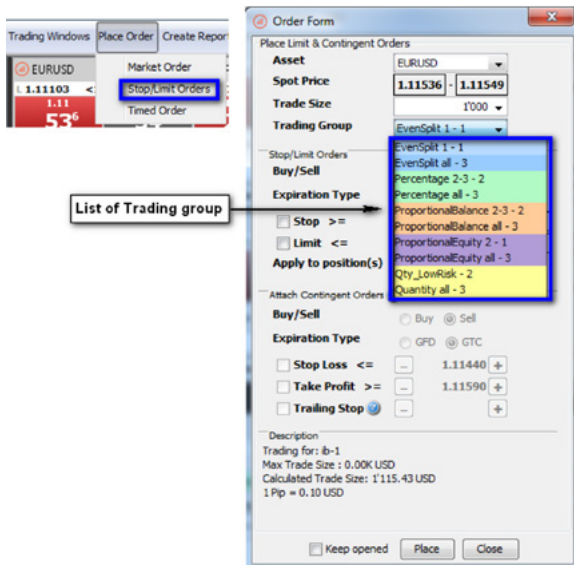 Trading Windows Place Order Create Repor
EURUSD
Market Order
L 1.11103 <
Stop/Limit Orders
1.11
53⁶
Timed Order
List of Trading group
Order Form
Place Limit & Contingent Orders
Asset EURUSD
Spot Price 1.11536 - 1.11549
Trade Size 1'000
Trading Group EvenSplit 1 - 1
EvenSplit 1 - 1
EvenSplit all - 3
Percentage 2-3 - 2
Percentage all - 3
ProportionalBalance 2-3 - 2
ProportionalBalance all - 3
ProportionalEquity 2 - 1
ProportionalEquity all - 3
Qty_LowRisk - 2
Quantity all - 3
Stop/Limit Orders
Buy/Sell
Expiration Type
Stop >=
Limit <=
Apply to position(s)
Attach Contingent Orders
Buy/Sell Buy Sell
Expiration Type GFD GTC
Stop Loss <= - 1.11440 +
Take Profit >= - 1.11590 +
Trailing Stop ? - +
Description
Trading for: ib-1
Max Trade Size : 0.00K USD
Calculated Trade Size: 1'115.43 USD
1 Pip = 0.10 USD
Keep opened Place Close